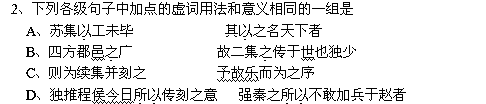 2、下列各级句子中加点的虚词用法和意义相同的一组是
A、苏集以工未毕 其以之名天下者
B、四方郡邑之广 故二集之传于世也独少
C、则为续集并刻之 予故乐而为之序
D、独推程侯今日所以传刻之意 强秦之所以不敢加兵于赵者